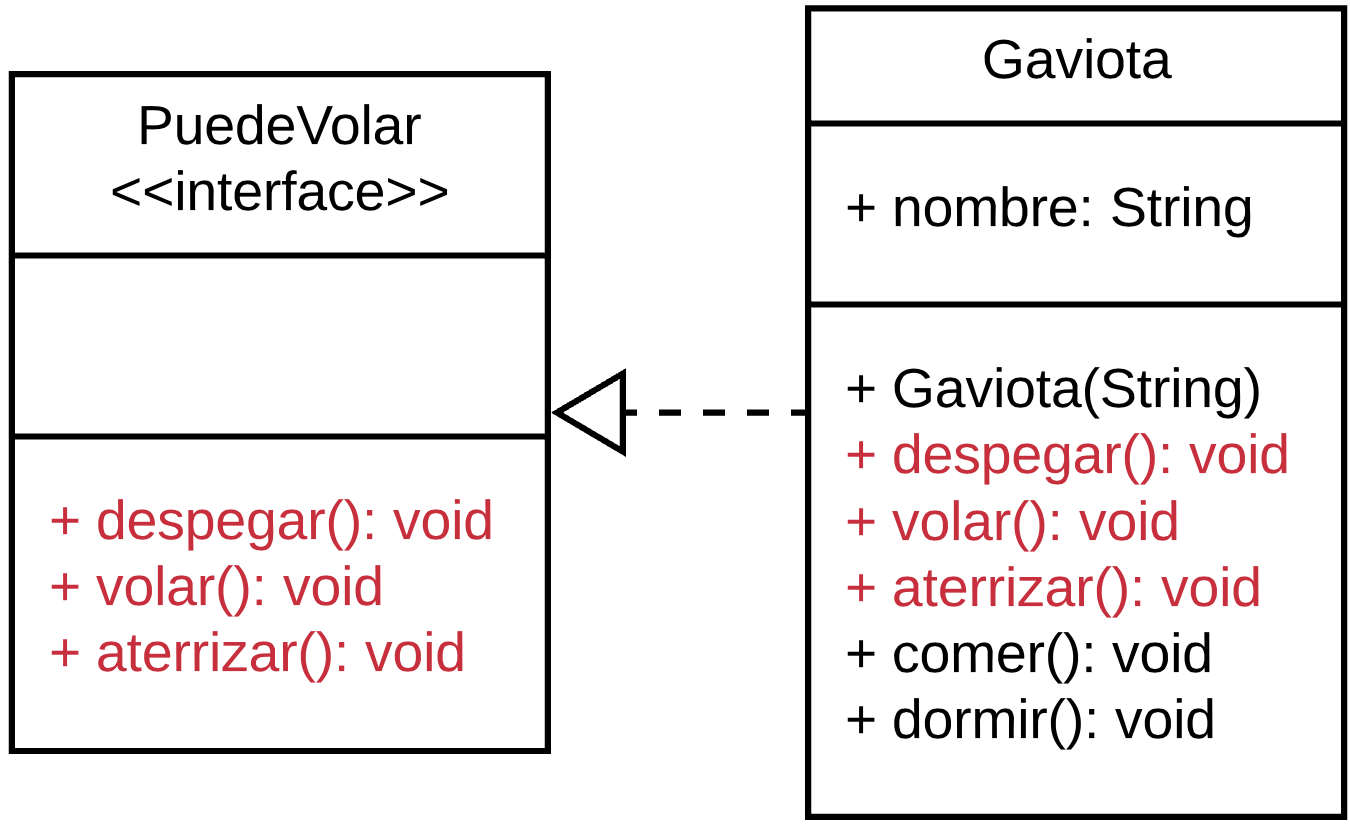 PuedeVolar
<<interface>>
+ despegar(): void
+ volar(): void
+ aterrizar(): void
Gaviota
+ nombre: String
+ Gaviota(String)
+ despegar(): void
+ volar(): void
+ aterrizar(): void
+ comer(): void
+ dormir(): void